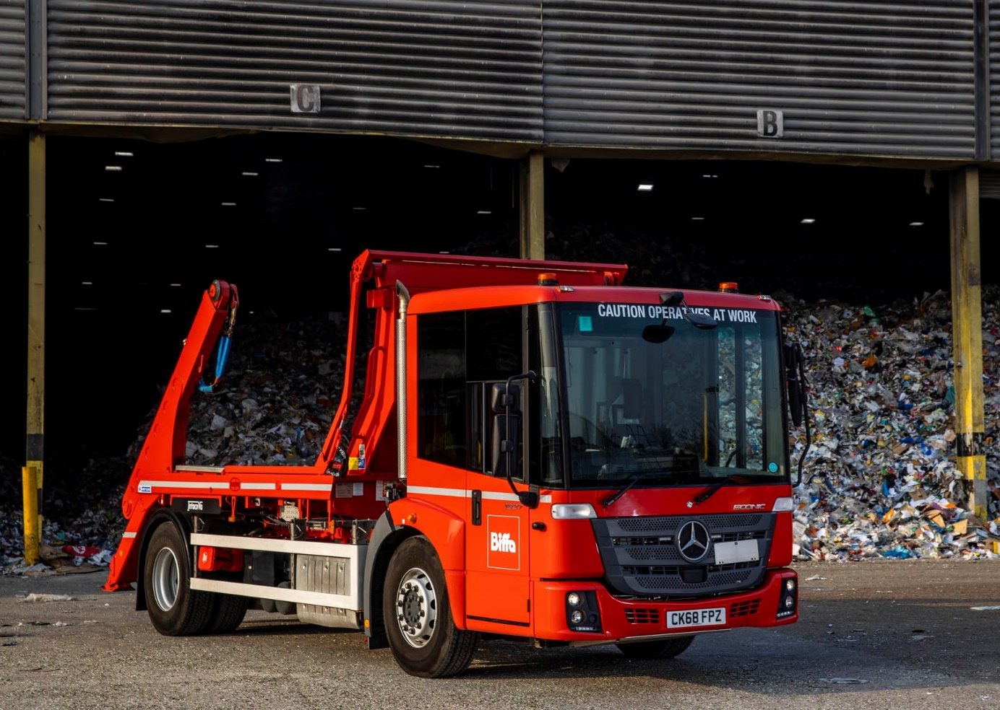 C
B
CAUTION OPERATIVES AT WORK
ECONIC
Biffa
CK68 FPZ